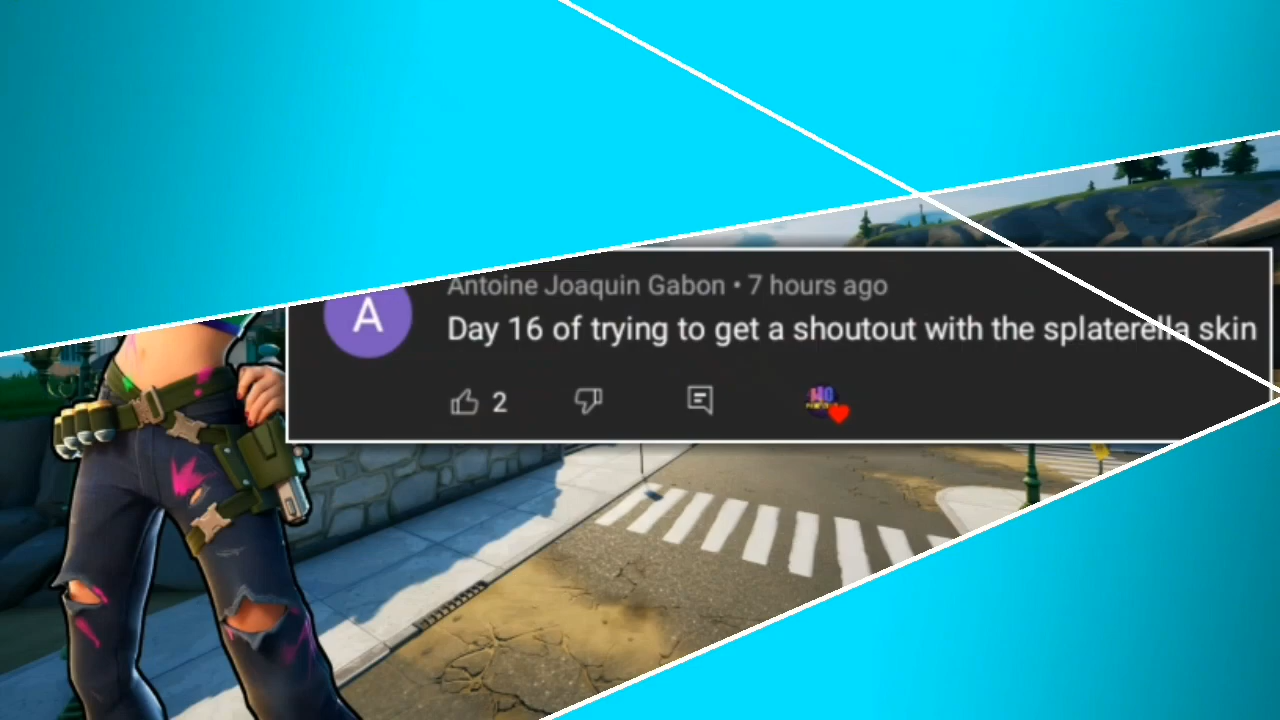 Antoine Joaquin Gabon • 7 hours ago
A
Day 16 of trying to get a shoutout with the splaterella skin
2